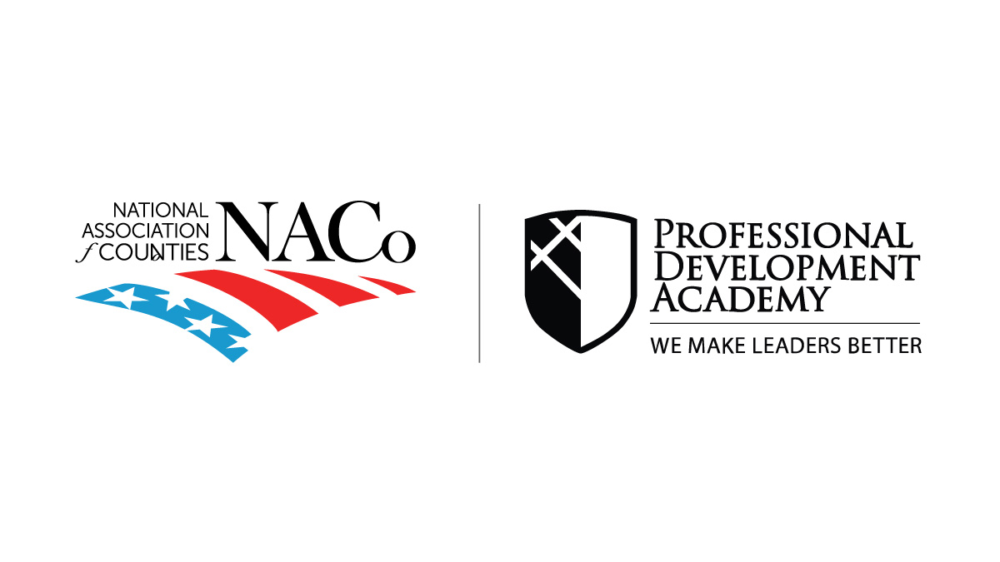 NATIONAL
ASSOCIATION
of COUNTIES
NACo
PROFESSIONAL
DEVELOPMENT
ACADEMY
WE MAKE LEADERS BETTER